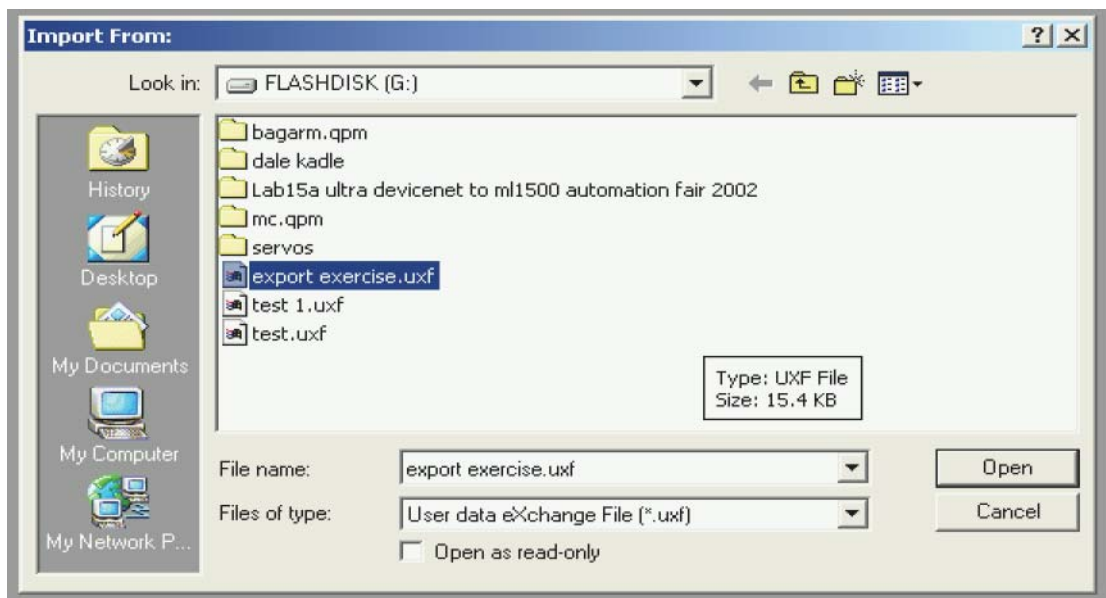 Import From:
Look in: FLASHDISK (G:)
bagarm.qpm
dale kadle
Lab15a ultra devicenet to ml1500 automation fair 2002
mc.qpm
servos
export exercise.uxf
test 1.uxf
test.uxf
Type: UXF File
Size: 15.4 KB
History
Desktop
My Documents
My Computer
My Network P...
File name: export exercise.uxf
Open
Files of type: User data eXchange File (*.uxf)
Cancel
Open as read-only